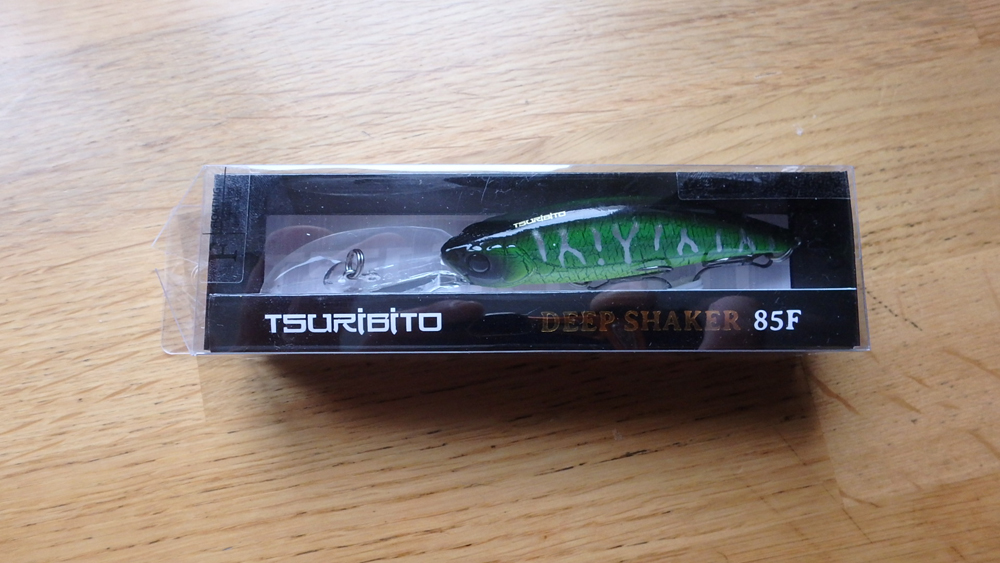 TSURIBITO
TSURIBITO DEEP SHAKER 85F